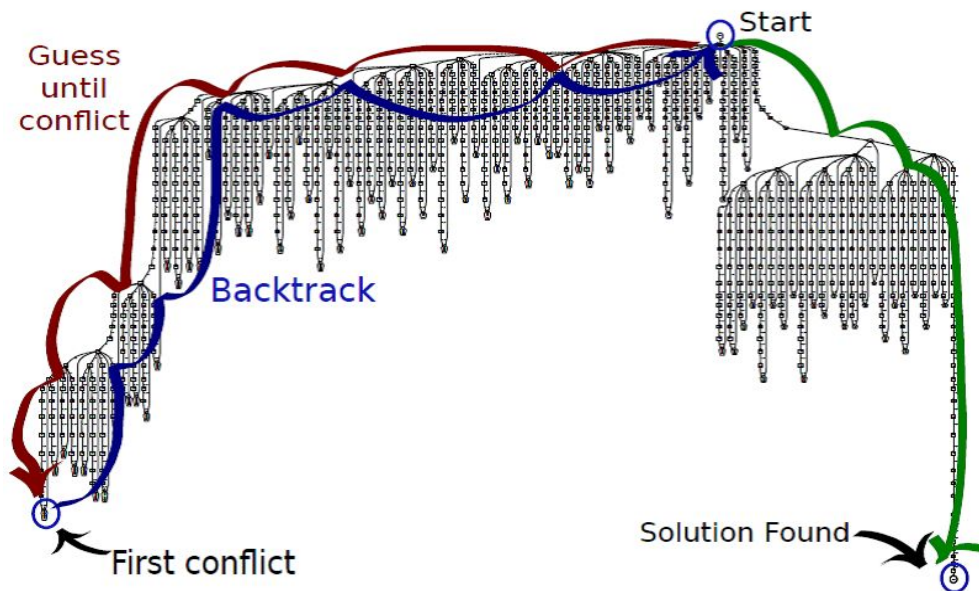 Start
Guess
until
conflict
Backtrack
Solution Found
First conflict